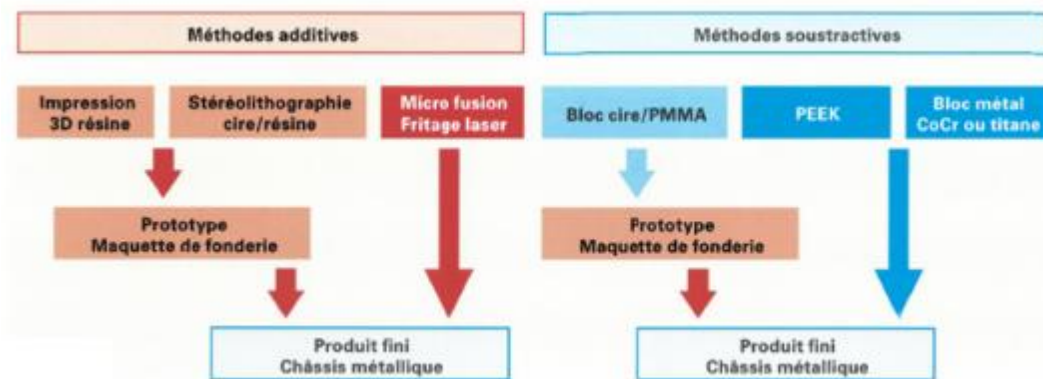 Méthodes additives
Méthodes soustractives
Impression
3D résine
Stéréolithographie
cire/résine
Micro fusion
Fritage laser
Bloc cire/PMMA
PEEK
Bloc métal
CoCr ou titane
Prototype
Maquette de fonderie
Prototype
Maquette de fonderie
Produit fini
Châssis métallique
Produit fini
Châssis métallique